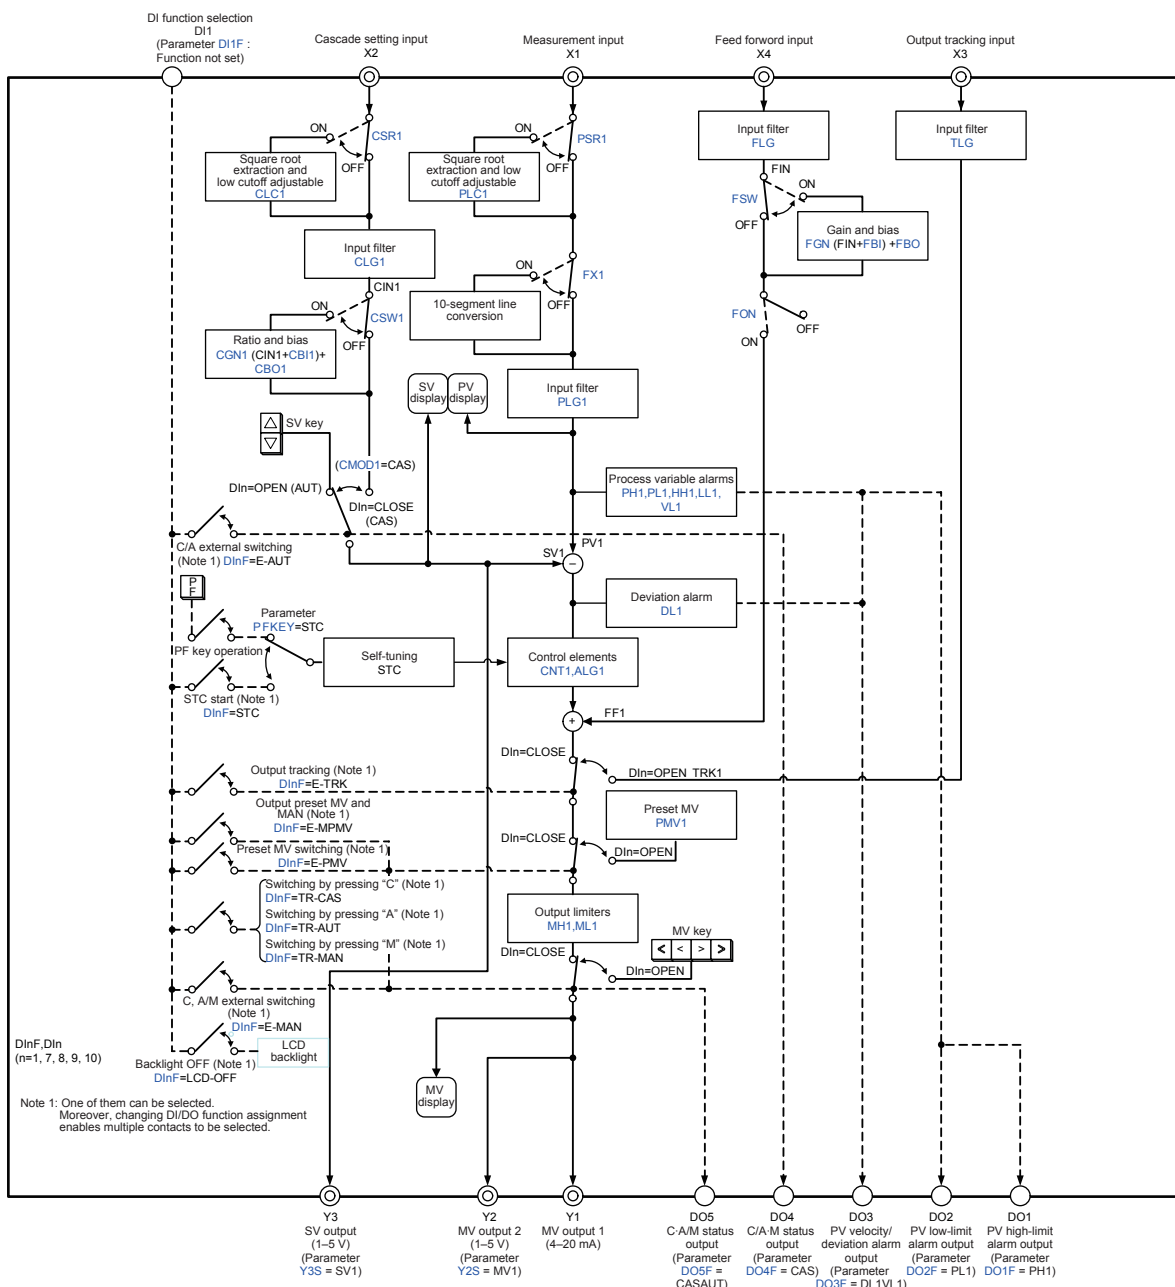 DI function selection
DI1
(Parameter DI1F :
Function not set)
Cascade setting input
X2
Measurement input
X1
Feed forword input
X4
Output tracking input
X3
ON
CSR1
OFF
Square root
extraction and
low cutoff adjustable
CLC1
ON
PSR1
OFF
Square root
extraction and low
cutoff adjustable
PLC1
Input filter
FLG
Input filter
TLG
FIN
ON
FSW
OFF
Gain and bias
FGN (FIN+FBI) +FBO
Input filter
CLG1
CIN1
ON
CSW1
OFF
Ratio and bias
CGN1 (CIN1+CBI1)+
CBO1
ON
FX1
OFF
10-segment line
conversion
FON
OFF
ON
Input filter
PLG1
SV
display
PV
display
SV key
(CMOD1=CAS)
DIn=OPEN (AUT)
DIn=CLOSE
(CAS)
Process variable alarms
PH1,PL1,HH1,LL1,
VL1
C/A external switching
(Note 1) DInF=E-AUT
SV1
PV1
−
Deviation alarm
DL1
P
F
Parameter
PFKEY=STC
PF key operation
Self-tuning
STC
Control elements
CNT1,ALG1
STC start (Note 1)
DInF=STC
+
FF1
DIn=CLOSE
DIn=OPEN TRK1
Output tracking (Note 1)
DInF=E-TRK
Output preset MV and
MAN (Note 1)
DInF=E-MPMV
Preset MV
PMV1
DIn=CLOSE
DIn=OPEN
Preset MV switching (Note 1)
DInF=E-PMV
Switching by pressing “C” (Note 1)
DInF=TR-CAS
Switching by pressing “A” (Note 1)
DInF=TR-AUT
Switching by pressing “M” (Note 1)
DInF=TR-MAN
Output limiters
MH1,ML1
MV key
< < > >
DIn=CLOSE
DIn=OPEN
C, A/M external switching
(Note 1)
DInF=E-MAN
LCD
backlight
Backlight OFF (Note 1)
DInF=LCD-OFF
DInF,DIn
(n=1, 7, 8, 9, 10)
MV
display
Note 1: One of them can be selected.
Moreover, changing DI/DO function assignment
enables multiple contacts to be selected.
Y3
SV output
(1–5 V)
(Parameter
Y3S = SV1)
Y2
MV output 2
(1–5 V)
(Parameter
Y2S = MV1)
Y1
MV output 1
(4–20 mA)
DO5
C·A/M status
output
(Parameter
DO5F =
CASAUT)
DO4
C/A·M status
output
(Parameter
DO4F = CAS)
DO3
PV velocity/
deviation alarm
output
(Parameter
DO3F = DL1VL1)
DO2
PV low-limit
alarm output
(Parameter
DO2F = PL1)
DO1
PV high-limit
alarm output
(Parameter
DO1F = PH1)